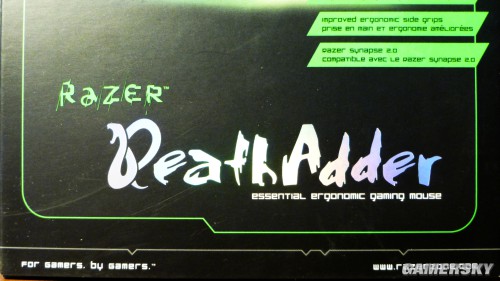 improved ergonomic side grips
prise en main et ergonomie améliorées
Razer Synapse 2.0
compatible avec le Razer Synapse 2.0
RAZER™
DeathAdder
essential ergonomic gaming mouse
FOR GAMERS. BY GAMERS.™
GAMERSKY